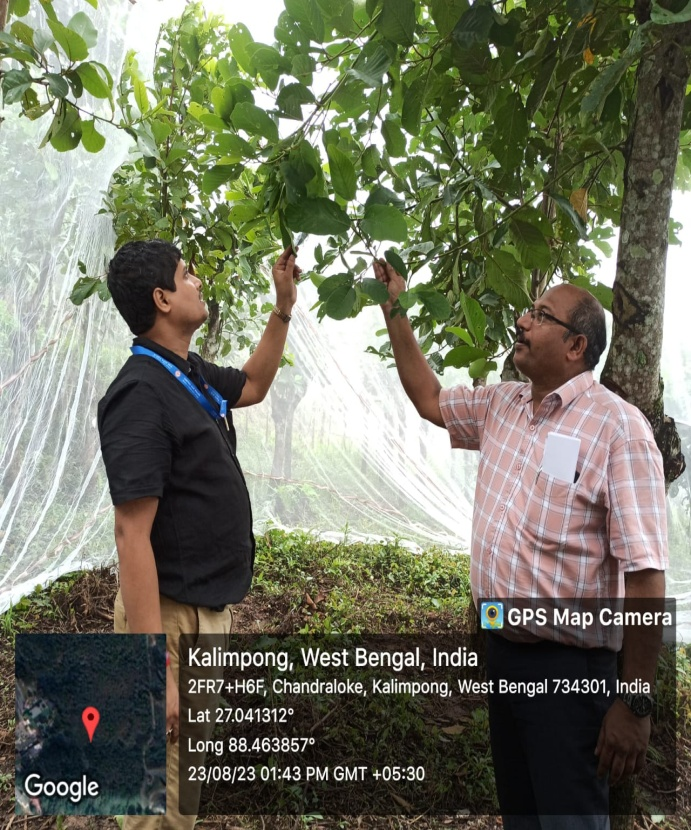 GPS Map Camera
Kalimpong, West Bengal, India
2FR7+H6F, Chandraloke, Kalimpong, West Bengal 734301, India
Lat 27.041312°
Long 88.463857°
23/08/23 01:43 PM GMT +05:30
Google